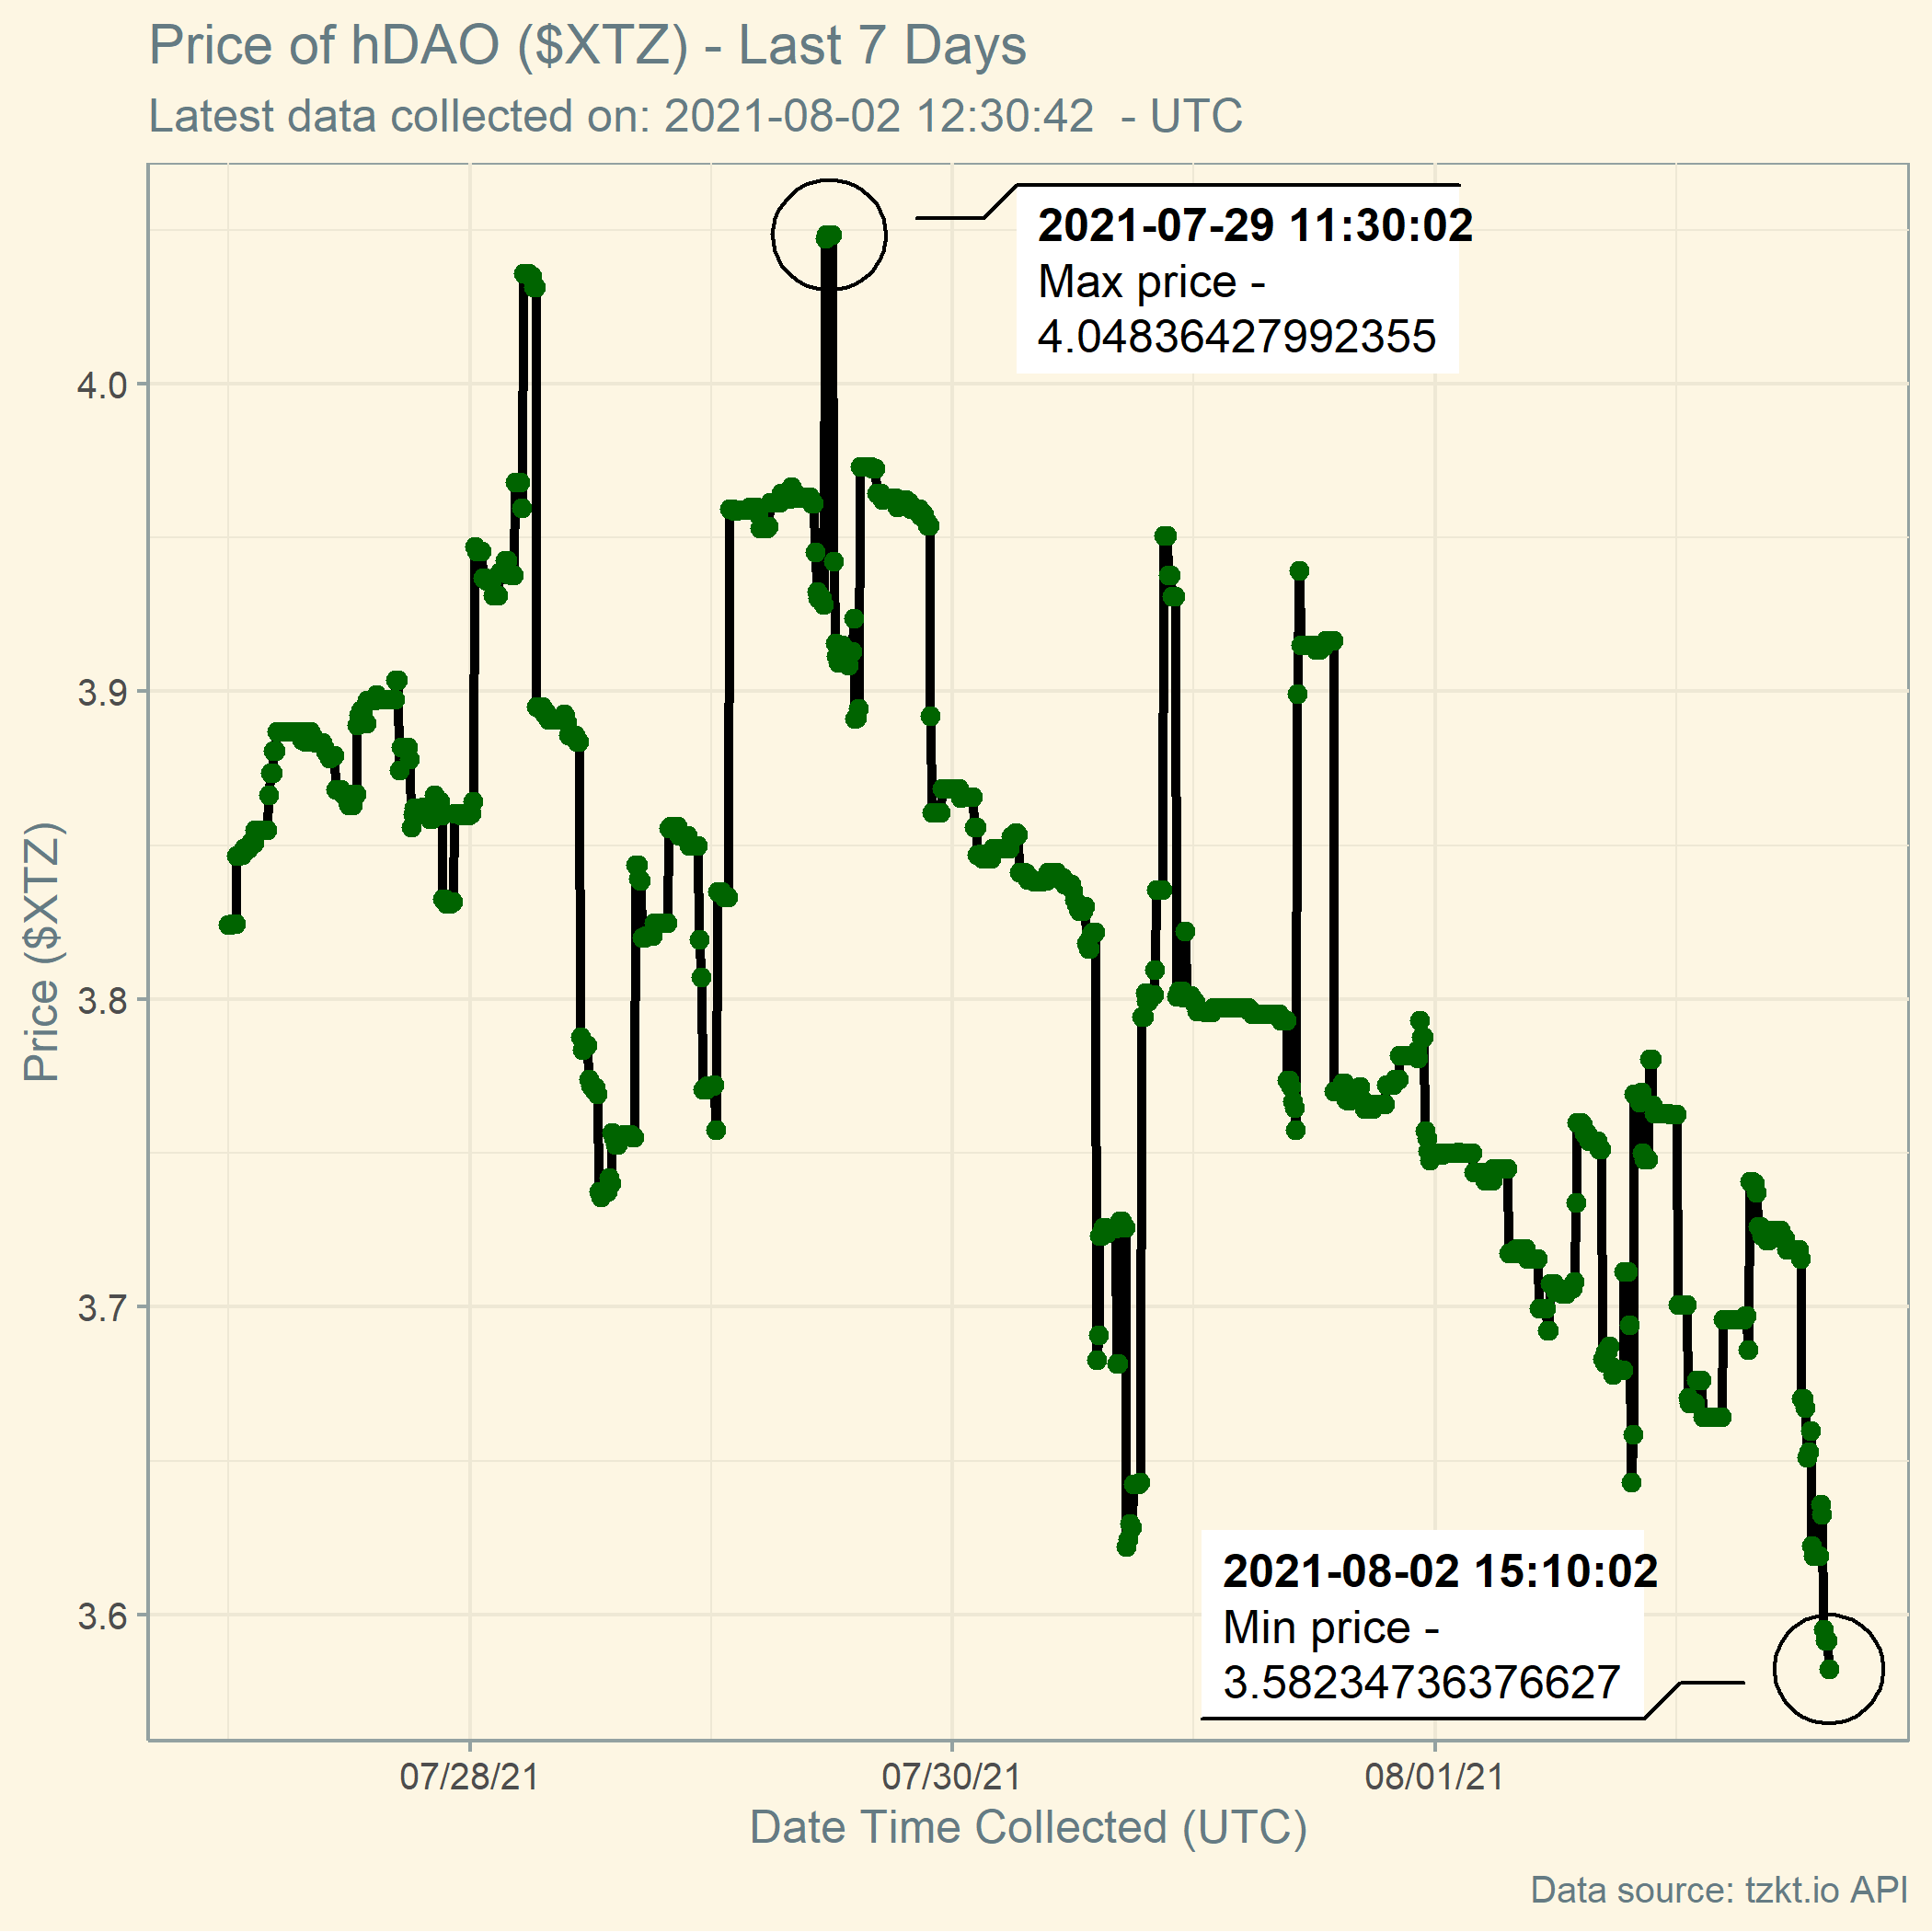 Price of hDAO ($XTZ) - Last 7 Days
Latest data collected on: 2021-08-02 12:30:42  - UTC
2021-07-29 11:30:02
Max price -
4.04836427992355
4.0
3.9
3.8
3.7
3.6
Price ($XTZ)
2021-08-02 15:10:02
Min price -
3.58234736376627
07/28/21
07/30/21
08/01/21
Date Time Collected (UTC)
Data source: tzkt.io API